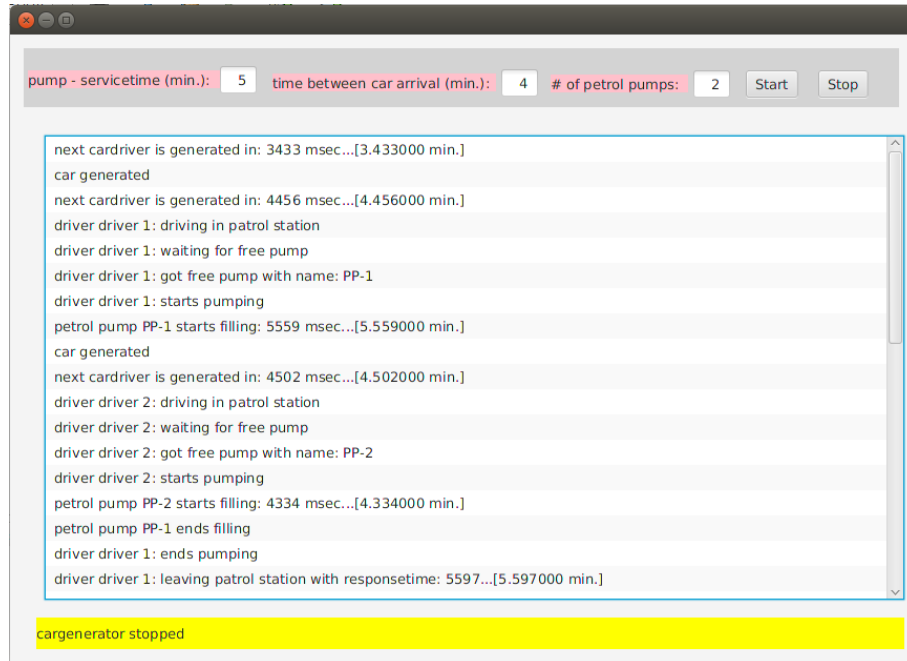 pump - servicetime (min.): 5 time between car arrival (min.): 4 # of petrol pumps: 2 Start Stop
next cardriver is generated in: 3433 msec...[3.433000 min.]
car generated
next cardriver is generated in: 4456 msec...[4.456000 min.]
driver driver 1: driving in patrol station
driver driver 1: waiting for free pump
driver driver 1: got free pump with name: PP-1
driver driver 1: starts pumping
petrol pump PP-1 starts filling: 5559 msec...[5.559000 min.]
car generated
next cardriver is generated in: 4502 msec...[4.502000 min.]
driver driver 2: driving in patrol station
driver driver 2: waiting for free pump
driver driver 2: got free pump with name: PP-2
driver driver 2: starts pumping
petrol pump PP-2 starts filling: 4334 msec...[4.334000 min.]
petrol pump PP-1 ends filling
driver driver 1: ends pumping
driver driver 1: leaving patrol station with responsetime: 5597...[5.597000 min.]
cargenerator stopped